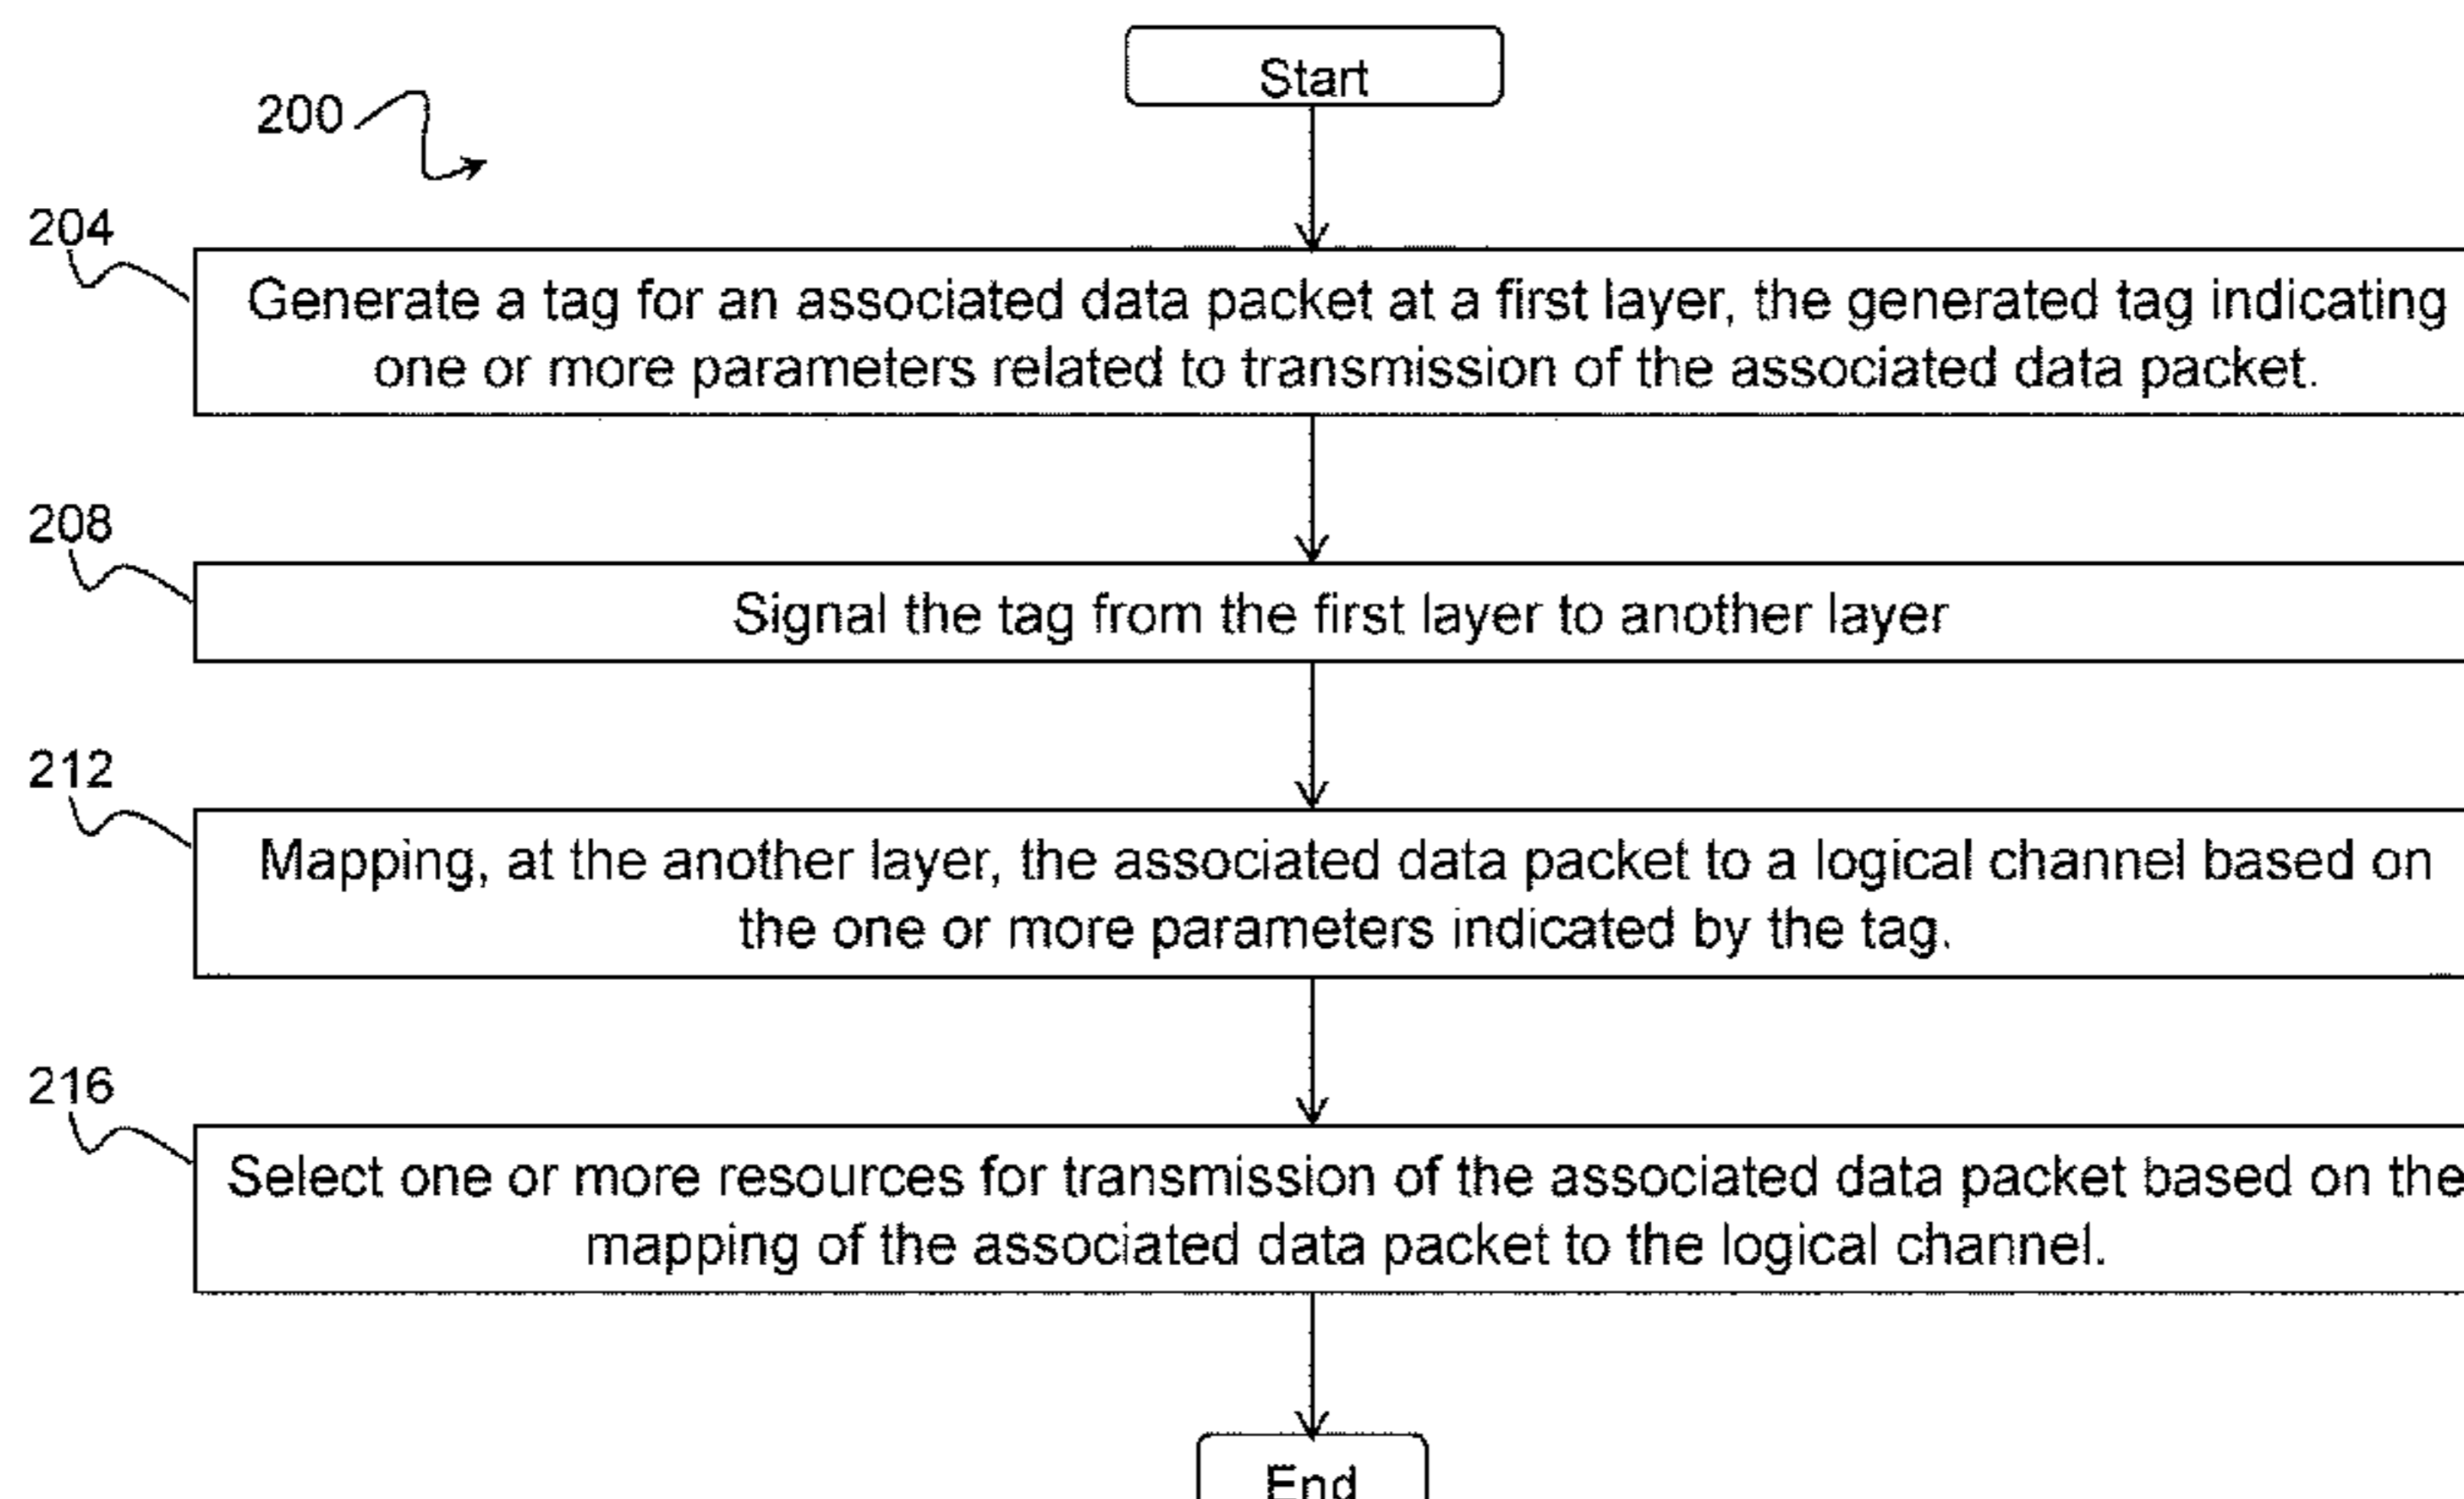 Start
200
204
Generate a tag for an associated data packet at a first layer, the generated tag indicating
one or more parameters related to transmission of the associated data packet.
208
Signal the tag from the first layer to another layer
212
Mapping, at the another layer, the associated data packet to a logical channel based on
the one or more parameters indicated by the tag.
216
Select one or more resources for transmission of the associated data packet based on the
mapping of the associated data packet to the logical channel.
End